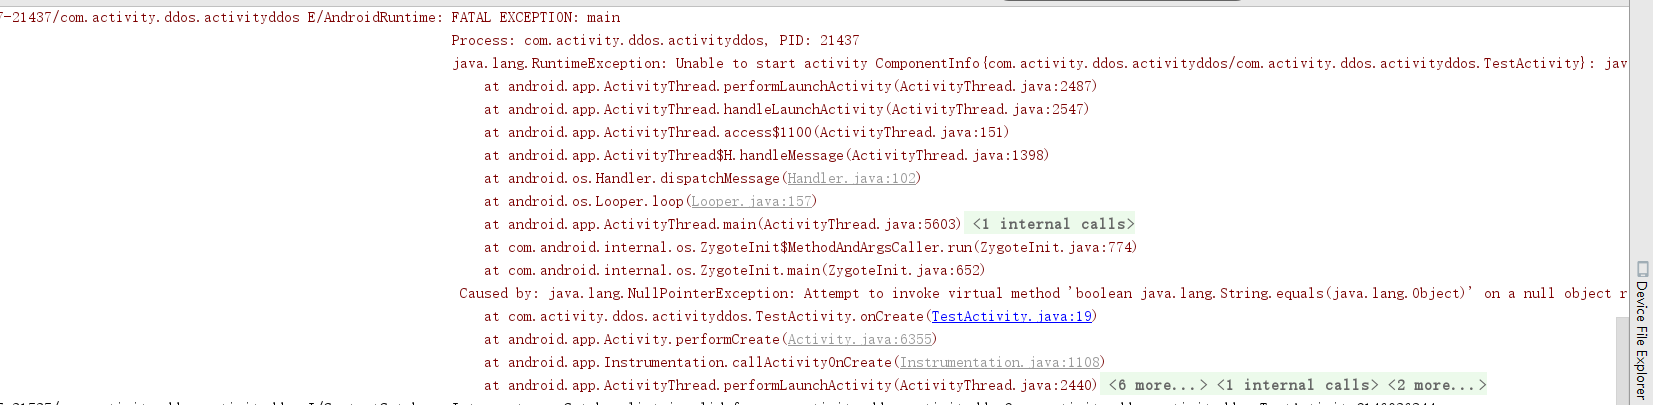 7-21437/com.activity.ddos.activityddos E/AndroidRuntime: FATAL EXCEPTION: main
Process: com.activity.ddos.activityddos, PID: 21437
java.lang.RuntimeException: Unable to start activity ComponentInfo{com.activity.ddos.activityddos/com.activity.ddos.activityddos.TestActivity}: jav
at android.app.ActivityThread.performLaunchActivity(ActivityThread.java:2487)
at android.app.ActivityThread.handleLaunchActivity(ActivityThread.java:2547)
at android.app.ActivityThread.access$1100(ActivityThread.java:151)
at android.app.ActivityThread$H.handleMessage(ActivityThread.java:1398)
at android.os.Handler.dispatchMessage(Handler.java:102)
at android.os.Looper.loop(Looper.java:157)
at android.app.ActivityThread.main(ActivityThread.java:5603) <1 internal calls>
at com.android.internal.os.ZygoteInit$MethodAndArgsCaller.run(ZygoteInit.java:774)
at com.android.internal.os.ZygoteInit.main(ZygoteInit.java:652)
Caused by: java.lang.NullPointerException: Attempt to invoke virtual method 'boolean java.lang.String.equals(java.lang.Object)' on a null object r
at com.activity.ddos.activityddos.TestActivity.onCreate(TestActivity.java:19)
at android.app.Activity.performCreate(Activity.java:6355)
at android.app.Instrumentation.callActivityOnCreate(Instrumentation.java:1108)
at android.app.ActivityThread.performLaunchActivity(ActivityThread.java:2440) <6 more...> <1 internal calls> <2 more...>
Device File Explorer